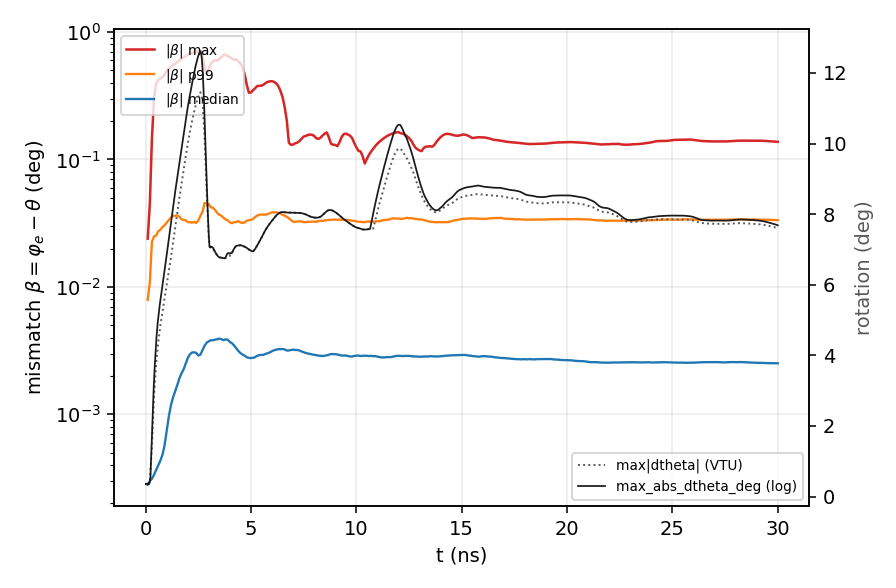 |β| max
|β| p99
|β| median
10⁰
10⁻¹
10⁻²
10⁻³
mismatch β = φₑ − θ (deg)
12
10
8
6
4
2
0
rotation (deg)
max|dtheta| (VTU)
max_abs_dtheta_deg (log)
0 5 10 15 20 25 30
t (ns)